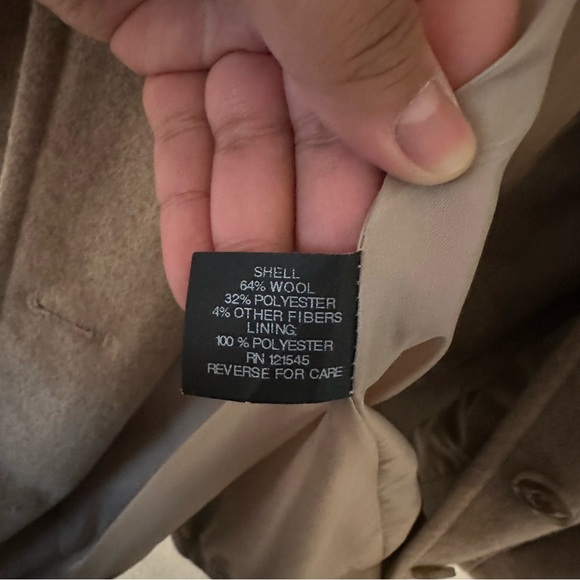 SHELL
64% WOOL
32% POLYESTER
4% OTHER FIBERS
LINING:
100 % POLYESTER
RN 121545
REVERSE FOR CARE